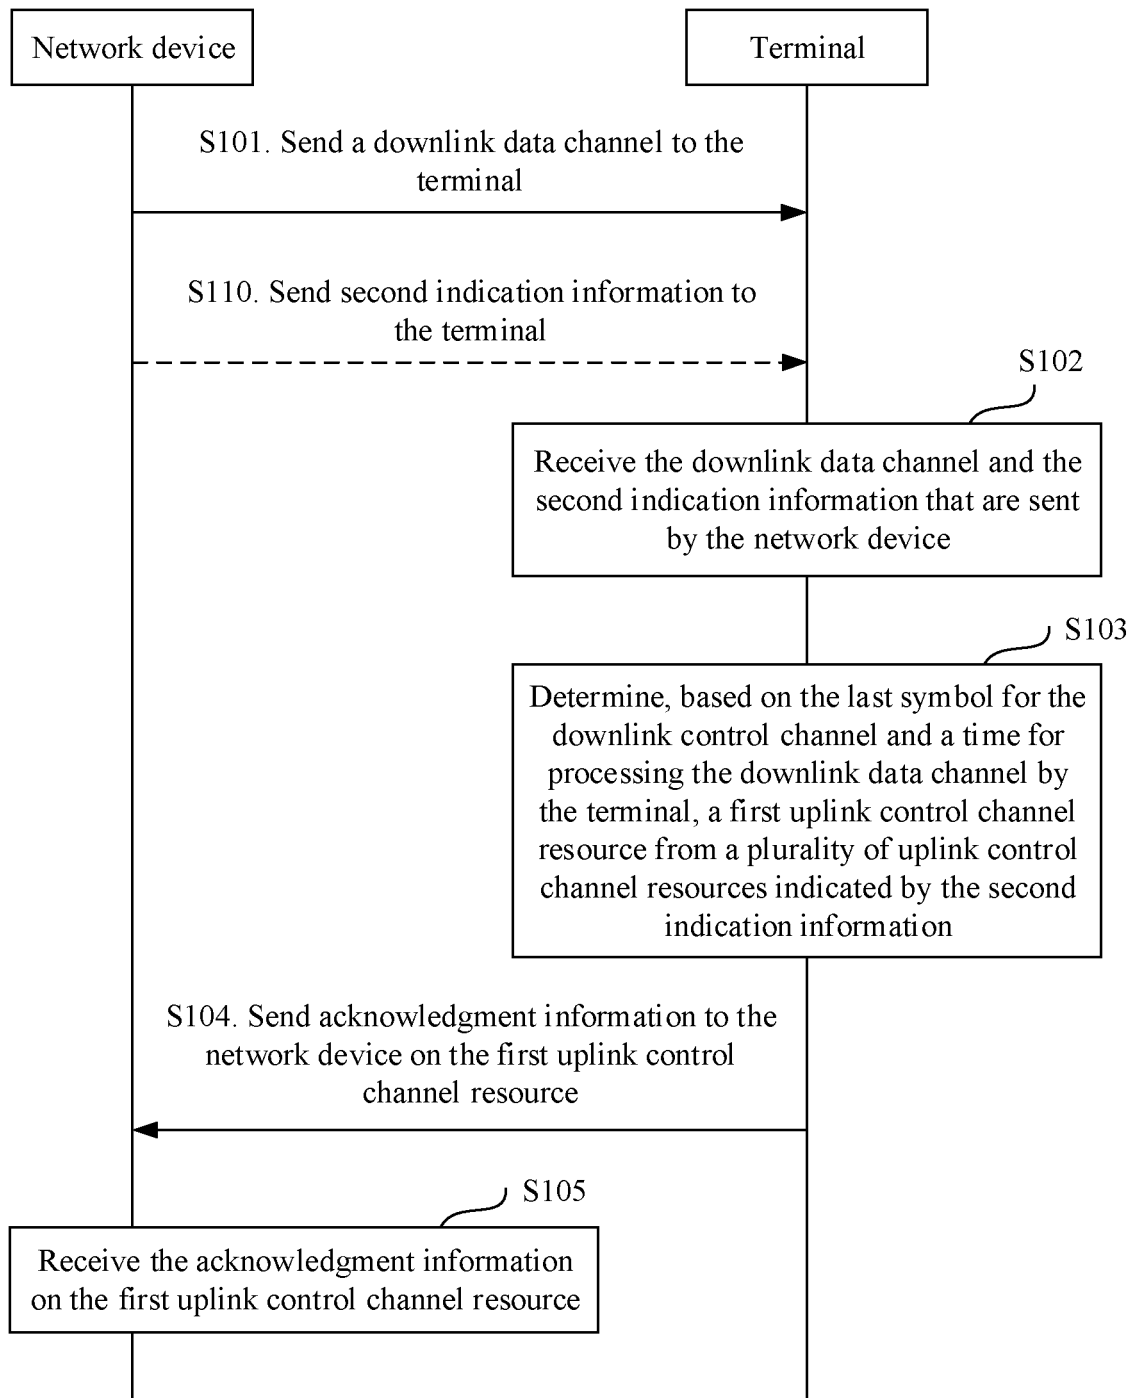 Network device
Terminal
S101. Send a downlink data channel to the
terminal
S110. Send second indication information to
the terminal
S102
Receive the downlink data channel and the
second indication information that are sent
by the network device
S103
Determine, based on the last symbol for the
downlink control channel and a time for
processing the downlink data channel by
the terminal, a first uplink control channel
resource from a plurality of uplink control
channel resources indicated by the second
indication information
S104. Send acknowledgment information to the
network device on the first uplink control
channel resource
S105
Receive the acknowledgment information
on the first uplink control channel resource